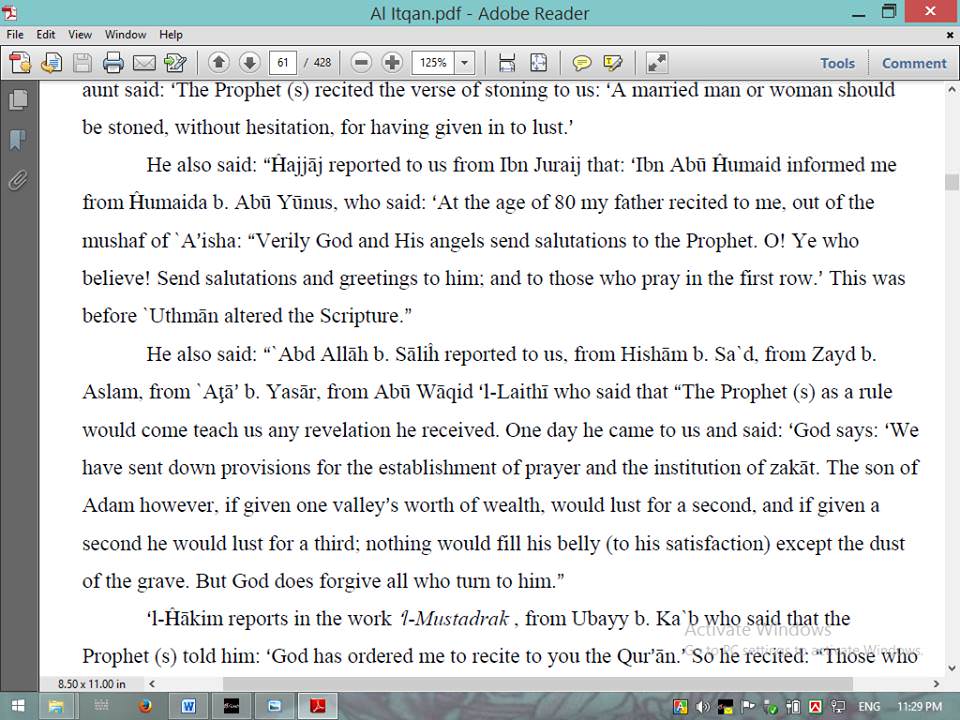 Al Itqan.pdf - Adobe Reader
File Edit View Window Help
61 / 428 125% Tools Comment
aunt said: ‘The Prophet (s) recited the verse of stoning to us: ‘A married man or woman should
be stoned, without hesitation, for having given in to lust.’
He also said: “Ĥajjāj reported to us from Ibn Juraij that: ‘Ibn Abū Ĥumaid informed me
from Ĥumaida b. Abū Yūnus, who said: ‘At the age of 80 my father recited to me, out of the
mushaf of `A’isha: “Verily God and His angels send salutations to the Prophet. O! Ye who
believe! Send salutations and greetings to him; and to those who pray in the first row.’ This was
before `Uthmān altered the Scripture.”
He also said: “`Abd Allāh b. Sāliĥ reported to us, from Hishām b. Sa`d, from Zayd b.
Aslam, from `Aţā’ b. Yasār, from Abū Wāqid ‘l-Laithī who said that “The Prophet (s) as a rule
would come teach us any revelation he received. One day he came to us and said: ‘God says: ‘We
have sent down provisions for the establishment of prayer and the institution of zakāt. The son of
Adam however, if given one valley’s worth of wealth, would lust for a second, and if given a
second he would lust for a third; nothing would fill his belly (to his satisfaction) except the dust
of the grave. But God does forgive all who turn to him.”
‘l-Ĥākim reports in the work ‘l-Mustadrak , from Ubayy b. Ka`b who said that the
Activate Windows
Prophet (s) told him: ‘God has ordered me to recite to you the Qur’ān.’ So he recited: “Those who
Go to PC settings to activate Windows.
8.50 x 11.00 in
ENG 11:29 PM